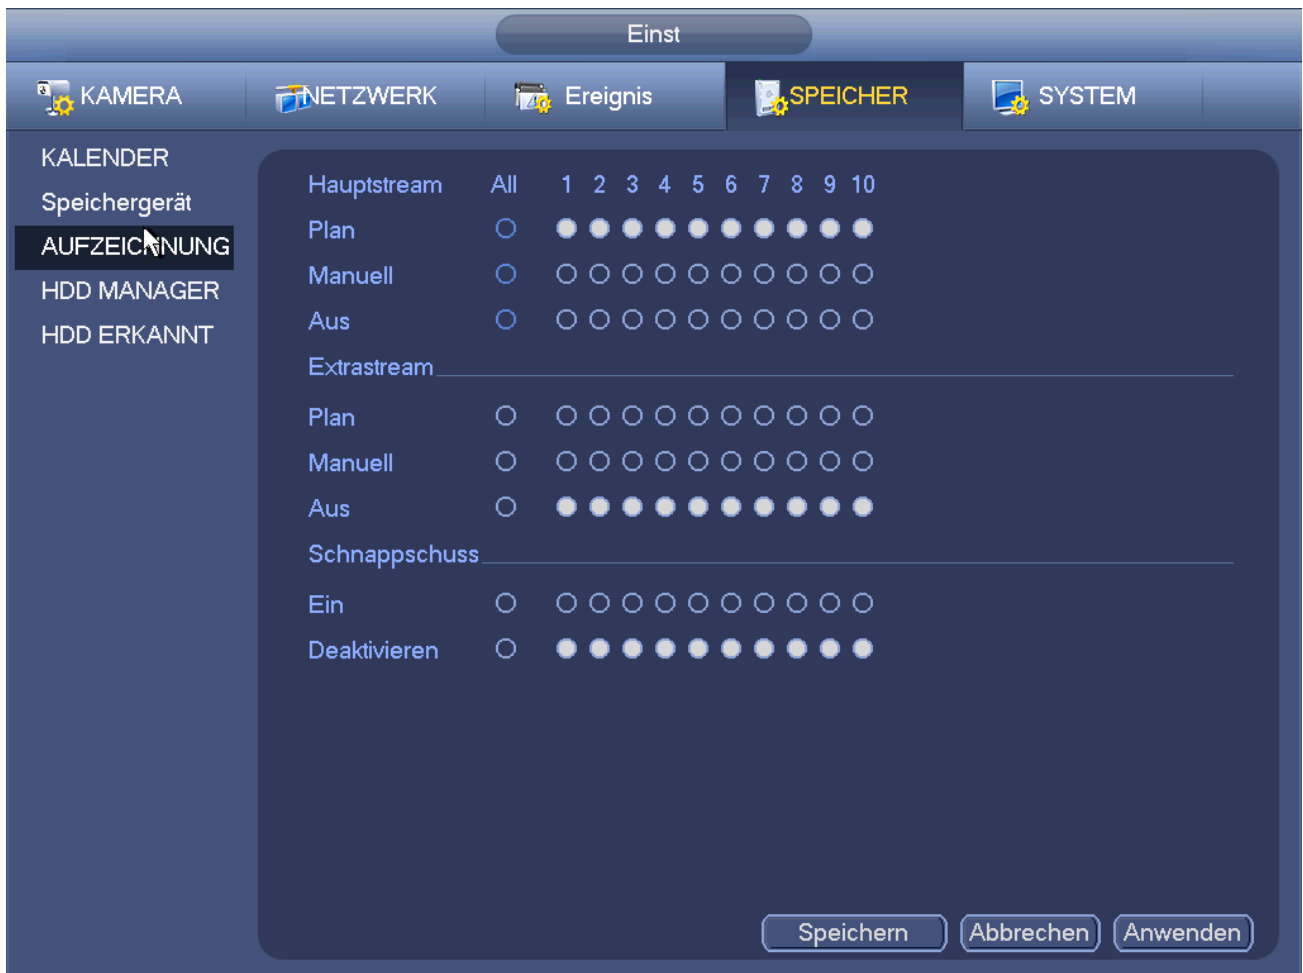 Einst
KAMERA NETZWERK Ereignis SPEICHER SYSTEM
KALENDER
Speichergerät
AUFZEICHNUNG
HDD MANAGER
HDD ERKANNT
Hauptstream All 1 2 3 4 5 6 7 8 9 10
Plan
Manuell
Aus
Extrastream
Plan
Manuell
Aus
Schnappschuss
Ein
Deaktivieren
Speichern Abbrechen Anwenden